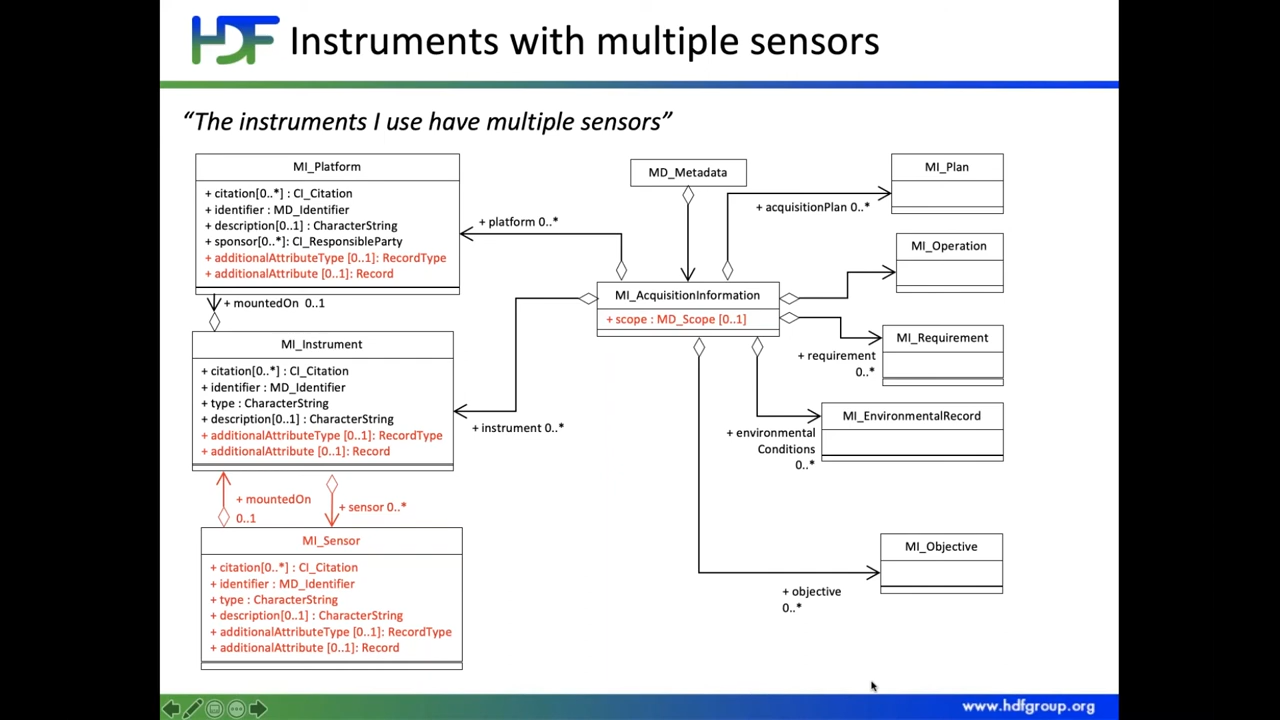 HDF
Instruments with multiple sensors
“The instruments I use have multiple sensors”
MI_Platform
+ citation[0..*] : CI_Citation
+ identifier : MD_Identifier
+ description[0..1] : CharacterString
+ sponsor[0..*]: CI_ResponsibleParty
+ additionalAttributeType [0..1]: RecordType
+ additionalAttribute [0..1]: Record
+ mountedOn 0..1
MI_Instrument
+ citation[0..*] : CI_Citation
+ identifier : MD_Identifier
+ type : CharacterString
+ description[0..1] : CharacterString
+ additionalAttributeType [0..1]: RecordType
+ additionalAttribute [0..1]: Record
+ mountedOn
0..1
+ sensor 0..*
MI_Sensor
+ citation[0..*] : CI_Citation
+ identifier : MD_Identifier
+ type : CharacterString
+ description[0..1] : CharacterString
+ additionalAttributeType [0..1]: RecordType
+ additionalAttribute [0..1]: Record
+ platform 0..*
+ instrument 0..*
MD_Metadata
MI_AcquisitionInformation
+ scope : MD_Scope [0..1]
+ acquisitionPlan 0..*
MI_Plan
MI_Operation
+ requirement
0..*
MI_Requirement
+ environmental
Conditions
0..*
MI_EnvironmentalRecord
+ objective
0..*
MI_Objective
www.hdfgroup.org